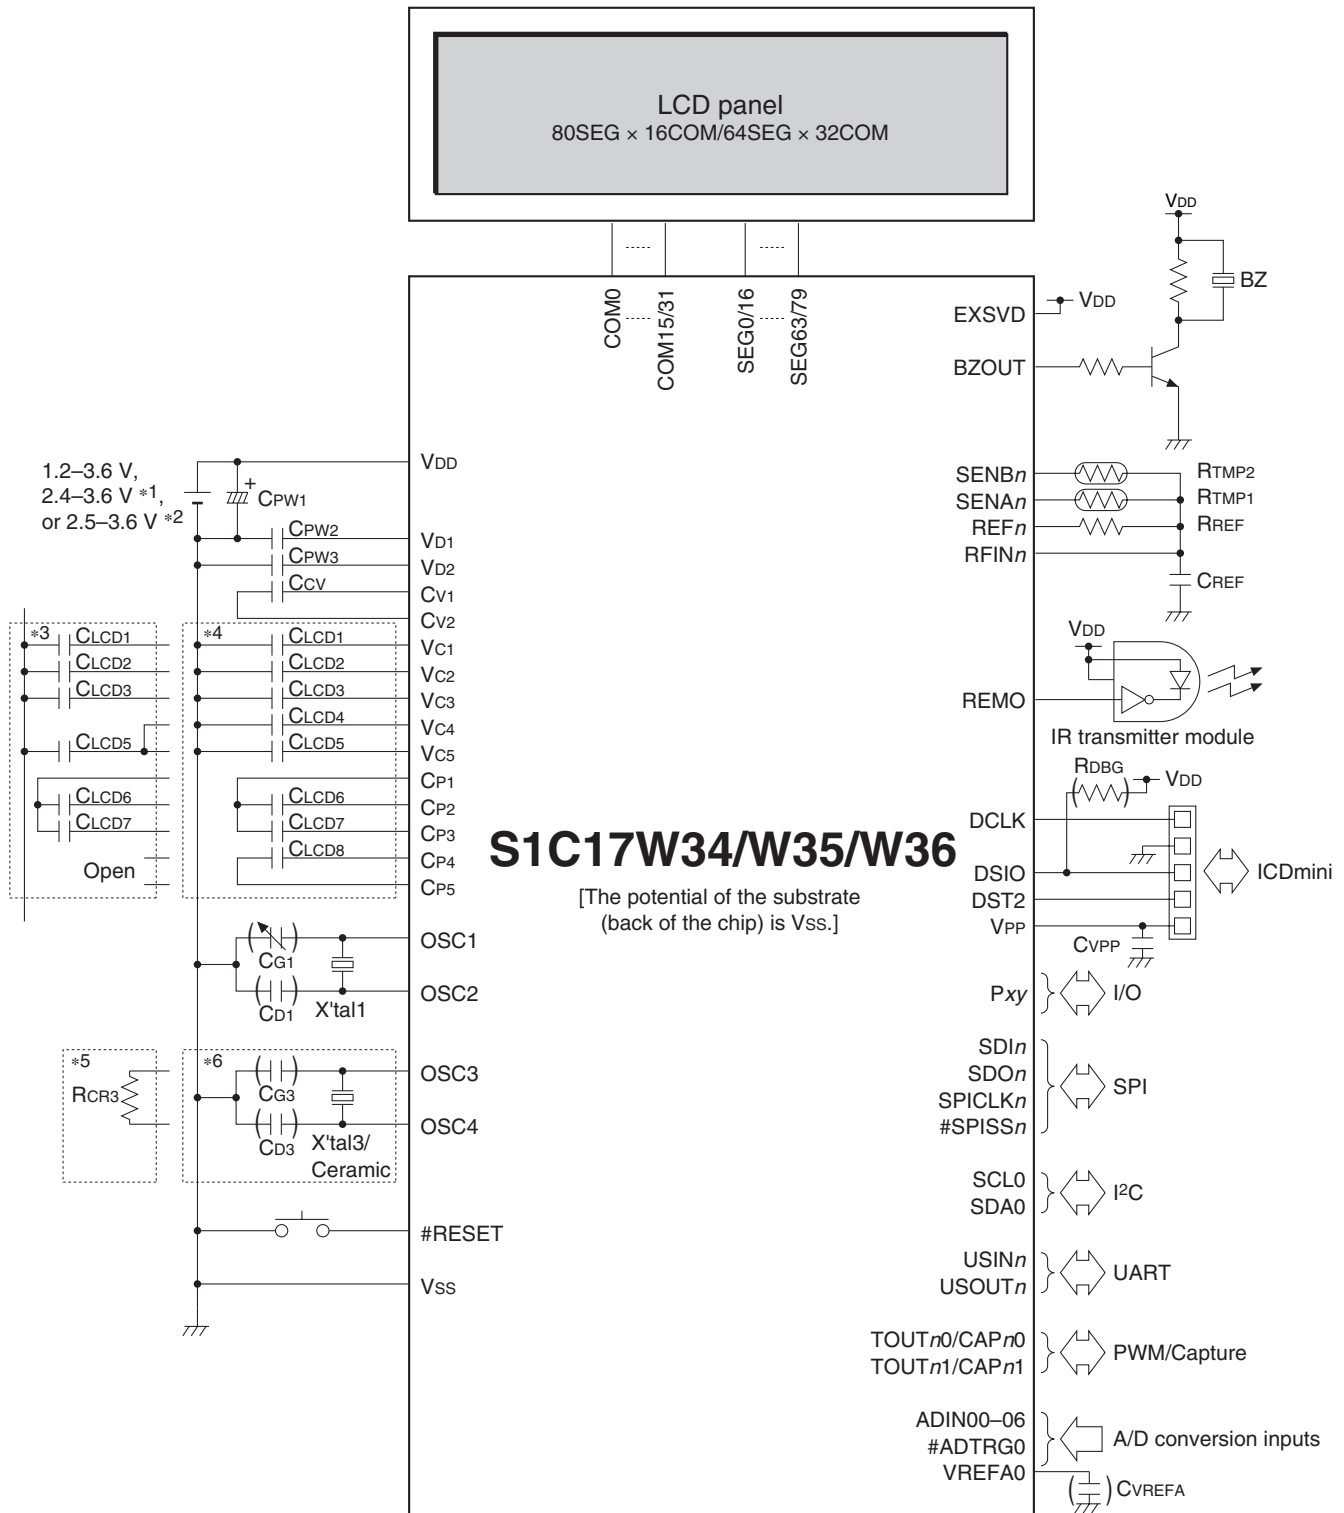 LCD panel
80SEG × 16COM/64SEG × 32COM
COM0
COM15/31
SEG0/16
SEG63/79
VDD
BZ
EXSVD
VDD
BZOUT
1.2–3.6 V,
2.4–3.6 V *1,
or 2.5–3.6 V *2
VDD
+
CPW1
CPW2
VD1
CPW3
VD2
CCV
CV1
CV2
*3
CLCD1
CLCD2
CLCD3
CLCD5
CLCD6
CLCD7
Open
*4
CLCD1
VC1
CLCD2
VC2
CLCD3
VC3
CLCD4
VC4
CLCD5
VC5
CP1
CLCD6
CP2
CLCD7
CP3
CLCD8
CP4
CP5
SENBn
RTMP2
SENAn
RTMP1
REFn
RREF
RFINn
CREF
VDD
REMO
IR transmitter module
RDBG
( )
VDD
DCLK
DSIO
ICDmini
DST2
VPP
CVPP
S1C17W34/W35/W36
[The potential of the substrate
(back of the chip) is VSS.]
( )
CG1
OSC1
( )
CD1
X'tal1
OSC2
Pxy
I/O
*5
RCR3
*6
( )
CG3
OSC3
( )
CD3
X'tal3/
Ceramic
OSC4
SDIn
SDOn
SPICLKn
#SPISSn
SPI
SCL0
SDA0
I2C
#RESET
USINn
USOUTn
UART
VSS
TOUTn0/CAPn0
TOUTn1/CAPn1
PWM/Capture
ADIN00–06
#ADTRG0
A/D conversion inputs
VREFA0
( ) CVREFA